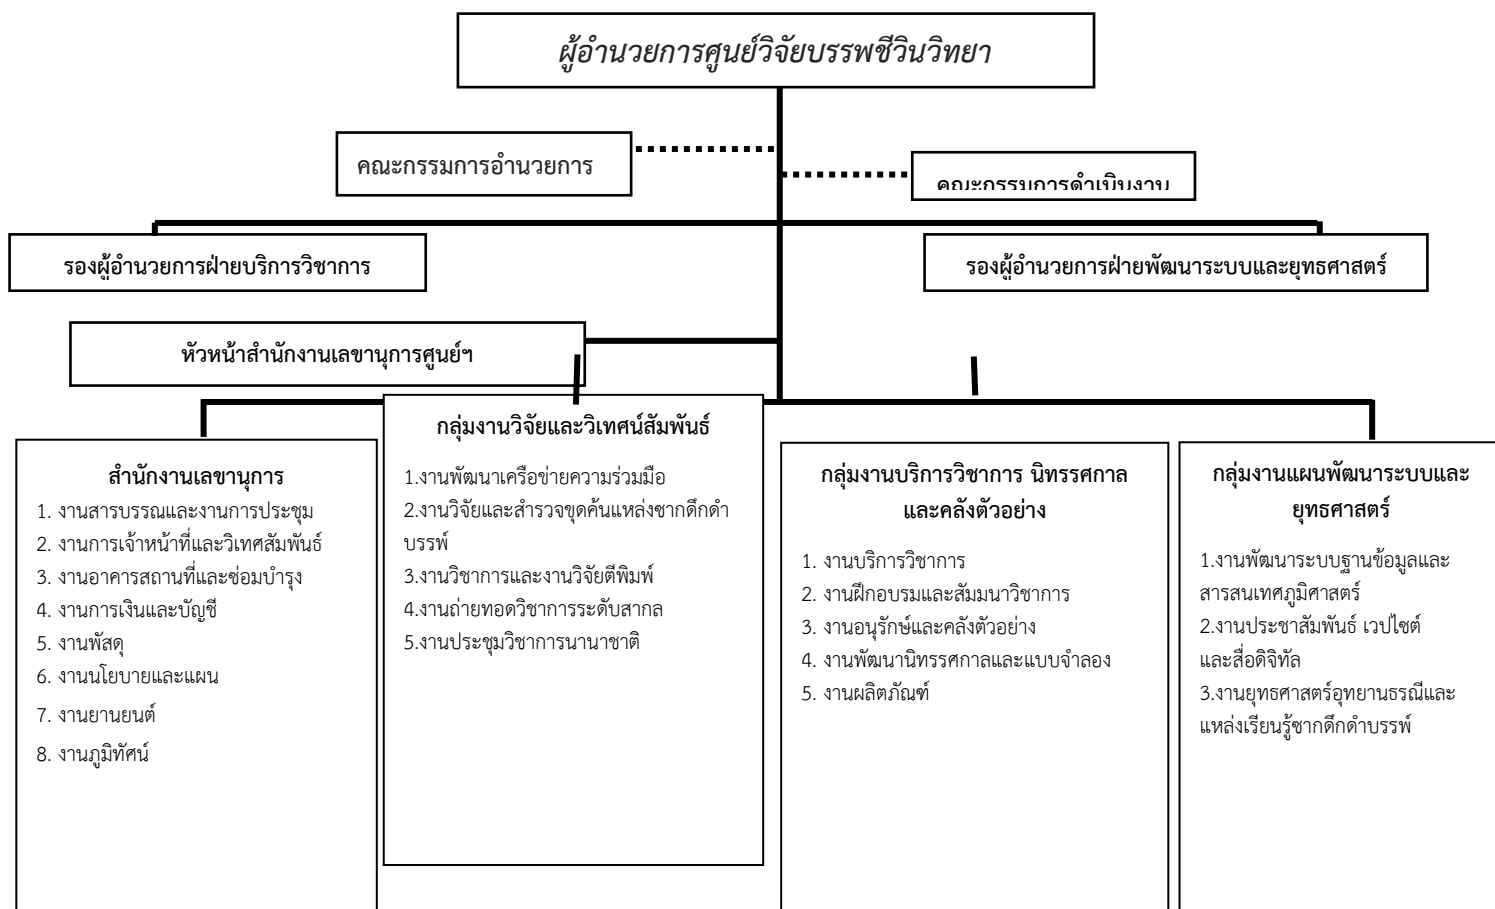 ผู้อำนวยการศูนย์วิจัยบรรพชีวินวิทยา
คณะกรรมการอำนวยการ
คณะกรรมการดำเนินงาน
รองผู้อำนวยการฝ่ายบริการวิชาการ
รองผู้อำนวยการฝ่ายพัฒนาระบบและยุทธศาสตร์
หัวหน้าสำนักงานเลขานุการศูนย์ฯ
สำนักงานเลขานุการ
1. งานสารบรรณและงานการประชุม
2. งานการเจ้าหน้าที่และวิเทศสัมพันธ์
3. งานอาคารสถานที่และซ่อมบำรุง
4. งานการเงินและบัญชี
5. งานพัสดุ
6. งานนโยบายและแผน
7. งานยานยนต์
8. งานภูมิทัศน์
กลุ่มงานวิจัยและวิเทศน์สัมพันธ์
1.งานพัฒนาเครือข่ายความร่วมมือ
2.งานวิจัยและสำรวจขุดค้นแหล่งซากดึกดำ
บรรพ์
3.งานวิชาการและงานวิจัยตีพิมพ์
4.งานถ่ายทอดวิชาการระดับสากล
5.งานประชุมวิชาการนานาชาติ
กลุ่มงานบริการวิชาการ นิทรรศกาล
และคลังตัวอย่าง
1. งานบริการวิชาการ
2. งานฝึกอบรมและสัมมนาวิชาการ
3. งานอนุรักษ์และคลังตัวอย่าง
4. งานพัฒนานิทรรศกาลและแบบจำลอง
5. งานผลิตภัณฑ์
กลุ่มงานแผนพัฒนาระบบและ
ยุทธศาสตร์
1.งานพัฒนาระบบฐานข้อมูลและ
สารสนเทศภูมิศาสตร์
2.งานประชาสัมพันธ์ เวปไซต์
และสื่อดิจิทัล
3.งานยุทธศาสตร์อุทยานธรณีและ
แหล่งเรียนรู้ซากดึกดำบรรพ์